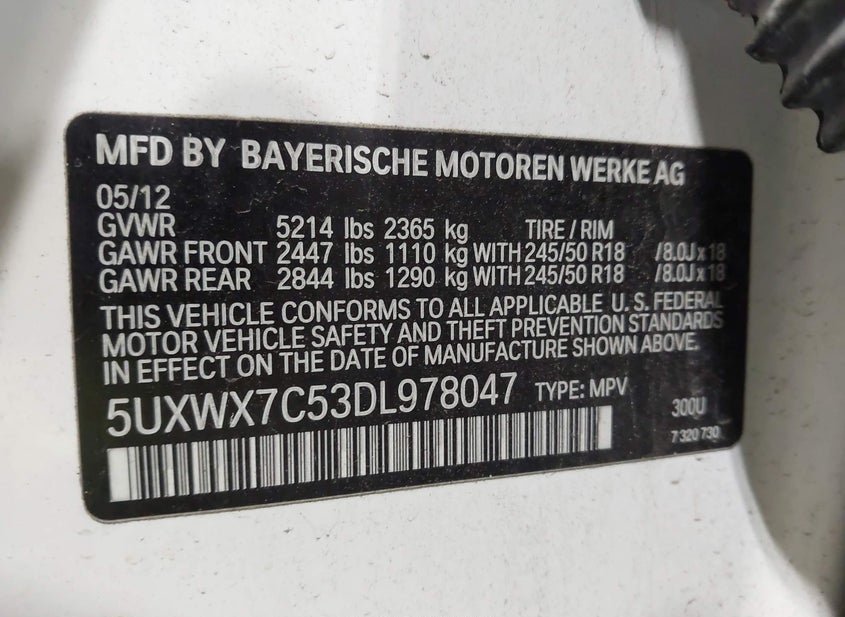 MFD BY BAYERISCHE MOTOREN WERKE AG
05/12
GVWR 5214 lbs 2365 kg TIRE / RIM
GAWR FRONT 2447 lbs 1110 kg WITH 245/50 R18 /8.0J x 18
GAWR REAR 2844 lbs 1290 kg WITH 245/50 R18 /8.0J x 18
THIS VEHICLE CONFORMS TO ALL APPLICABLE U. S. FEDERAL
MOTOR VEHICLE SAFETY AND THEFT PREVENTION STANDARDS
IN EFFECT ON THE DATE OF MANUFACTURE SHOWN ABOVE.
5UXWX7C53DL978047 TYPE: MPV 300U
7 320 730